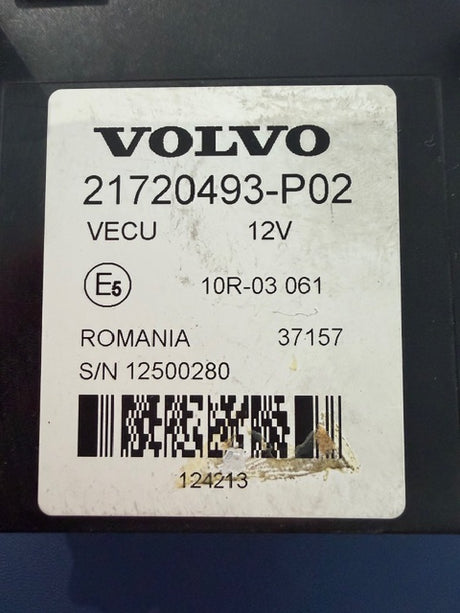 VOLVO
21720493-P02
VECU 12V
E5 10R-03 061
ROMANIA 37157
S/N 12500280
124213